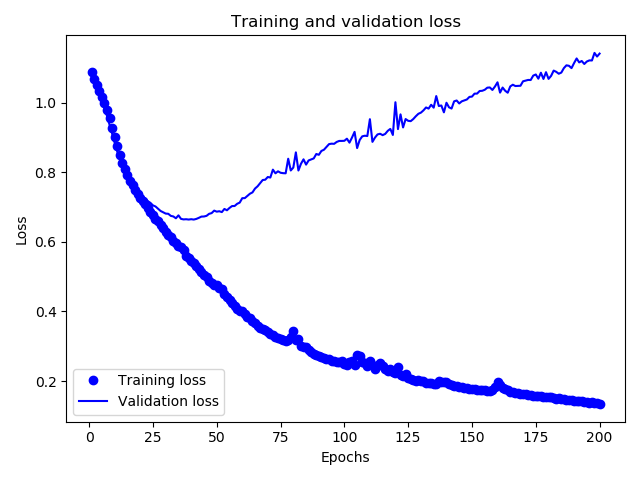 Training and validation loss
Loss
1.0
0.8
0.6
0.4
0.2
Training loss
Validation loss
0 25 50 75 100 125 150 175 200
Epochs